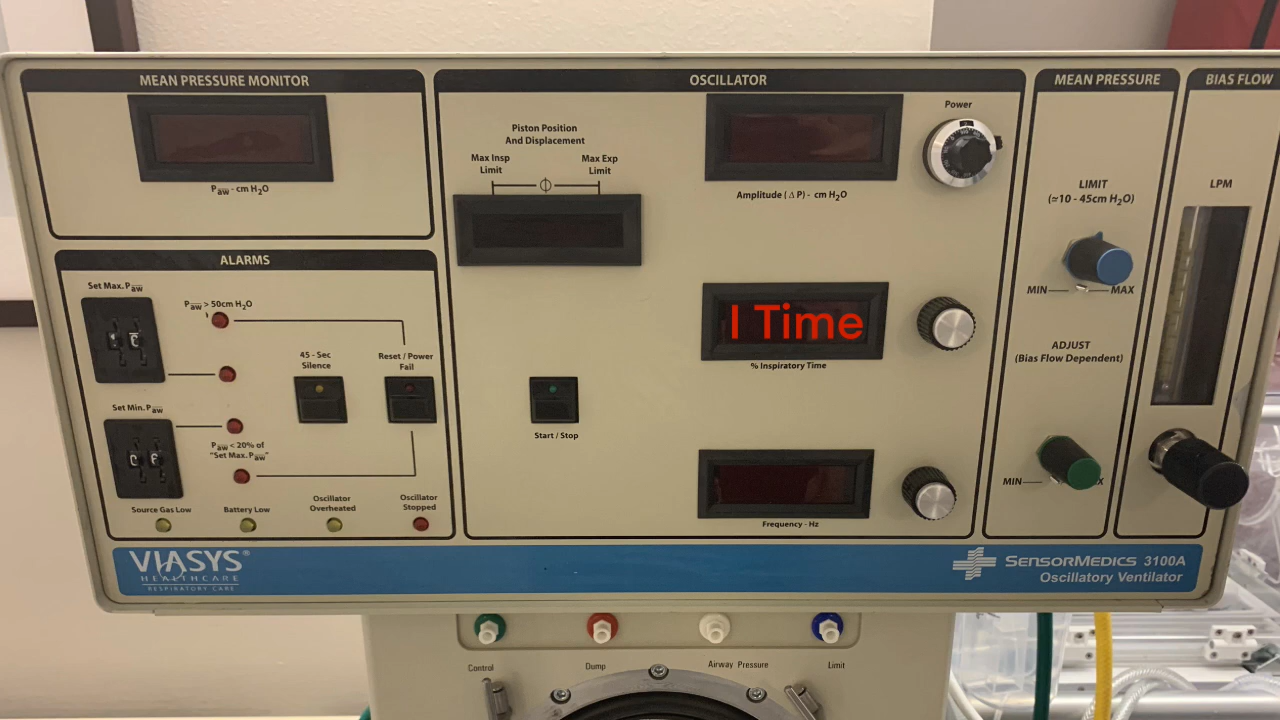 MEAN PRESSURE MONITOR
Paw - cm H2O
ALARMS
Set Max. Paw
Paw > 50cm H2O
45 - Sec
Silence
Reset / Power
Fail
Set Min. Paw
Paw < 20% of
"Set Max. Paw"
Source Gas Low
Battery Low
Oscillator
Overheated
Oscillator
Stopped
OSCILLATOR
Piston Position
And Displacement
Max Insp
Limit
Max Exp
Limit
Start / Stop
Power
Amplitude ( Δ P) - cm H2O
I Time
% Inspiratory Time
Frequency - Hz
MEAN PRESSURE
LIMIT
(≃10 - 45cm H2O)
MIN
MAX
ADJUST
(Bias Flow Dependent)
MIN
BIAS FLOW
LPM
VIASYS®
HEALTHCARE
RESPIRATORY CARE
SENSORMEDICS 3100A
Oscillatory Ventilator
Control
Dump
Airway Pressure
Limit